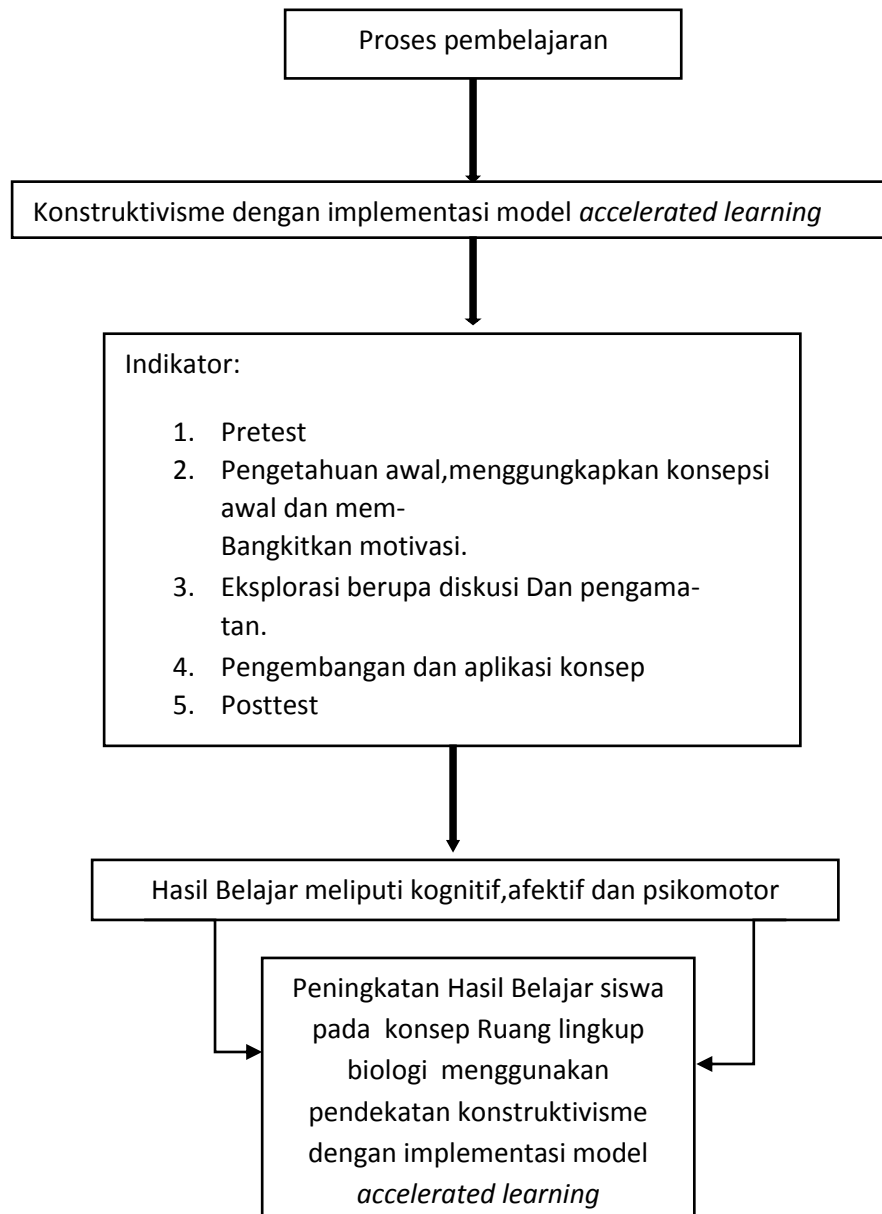 Proses pembelajaran
Konstruktivisme dengan implementasi model accelerated learning
Indikator:
1. Pretest
2. Pengetahuan awal,menggungkapkan konsepsi
awal dan mem-
Bangkitkan motivasi.
3. Eksplorasi berupa diskusi Dan pengama-
tan.
4. Pengembangan dan aplikasi konsep
5. Posttest
Hasil Belajar meliputi kognitif,afektif dan psikomotor
Peningkatan Hasil Belajar siswa
pada konsep Ruang lingkup
biologi menggunakan
pendekatan konstruktivisme
dengan implementasi model
accelerated learning